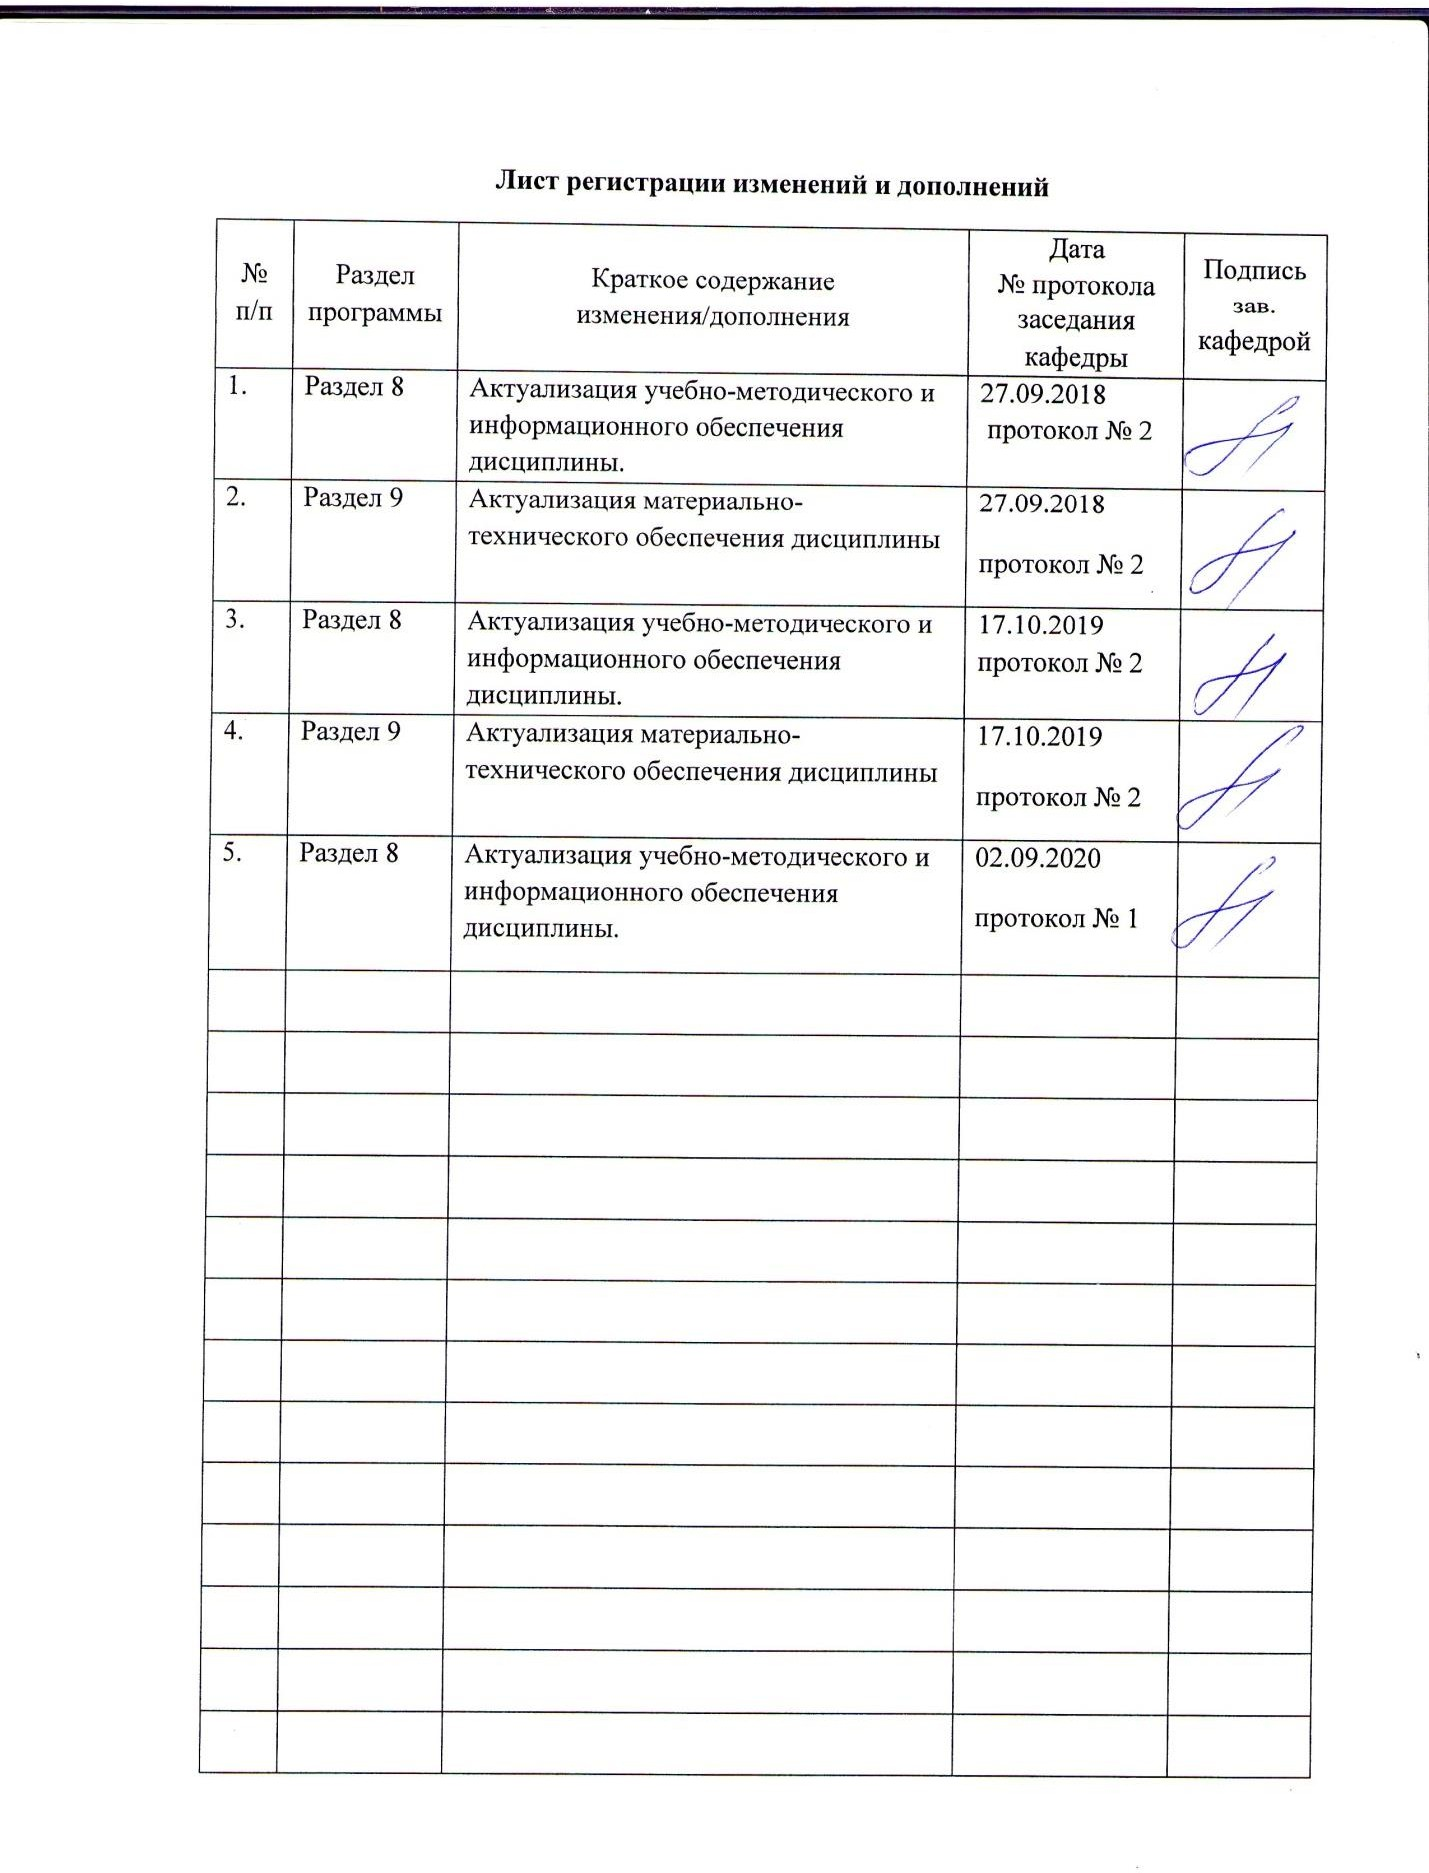 Лист регистрации изменений и дополнений
№
п/п
Раздел
программы
Краткое содержание
изменения/дополнения
Дата
№ протокола
заседания
кафедры
Подпись
зав.
кафедрой
1.
Раздел 8
Актуализация учебно-методического и
информационного обеспечения
дисциплины.
27.09.2018
протокол № 2
2.
Раздел 9
Актуализация материально-
технического обеспечения дисциплины
27.09.2018
протокол № 2
3.
Раздел 8
Актуализация учебно-методического и
информационного обеспечения
дисциплины.
17.10.2019
протокол № 2
4.
Раздел 9
Актуализация материально-
технического обеспечения дисциплины
17.10.2019
протокол № 2
5.
Раздел 8
Актуализация учебно-методического и
информационного обеспечения
дисциплины.
02.09.2020
протокол № 1